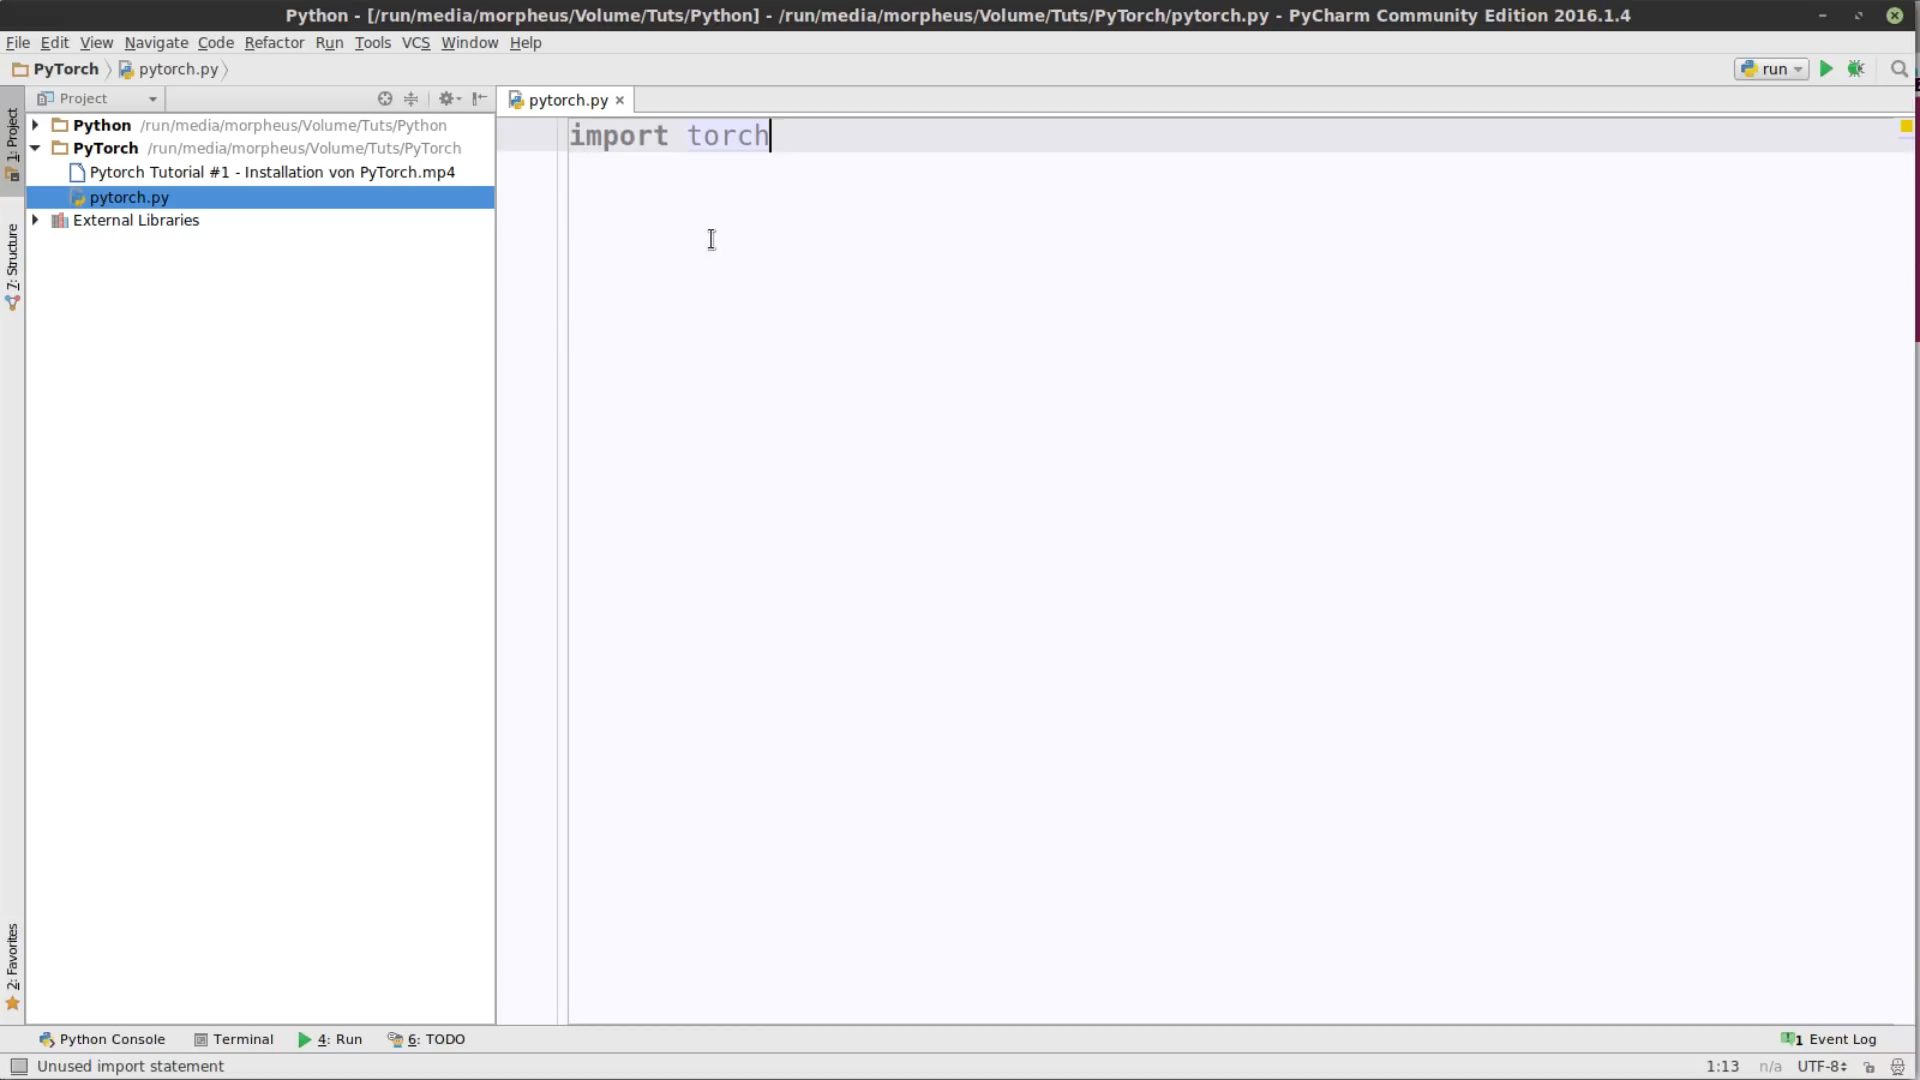 Python - [/run/media/morpheus/Volume/Tuts/Python] - /run/media/morpheus/Volume/Tuts/PyTorch/pytorch.py - PyCharm Community Edition 2016.1.4
File Edit View Navigate Code Refactor Run Tools VCS Window Help
PyTorch pytorch.py run
Project
pytorch.py
1: Project
7: Structure
2: Favorites
Python /run/media/morpheus/Volume/Tuts/Python
PyTorch /run/media/morpheus/Volume/Tuts/PyTorch
Pytorch Tutorial #1 - Installation von PyTorch.mp4
pytorch.py
External Libraries
import torch
Python Console Terminal 4: Run 6: TODO 1 Event Log
Unused import statement 1:13 n/a UTF-8